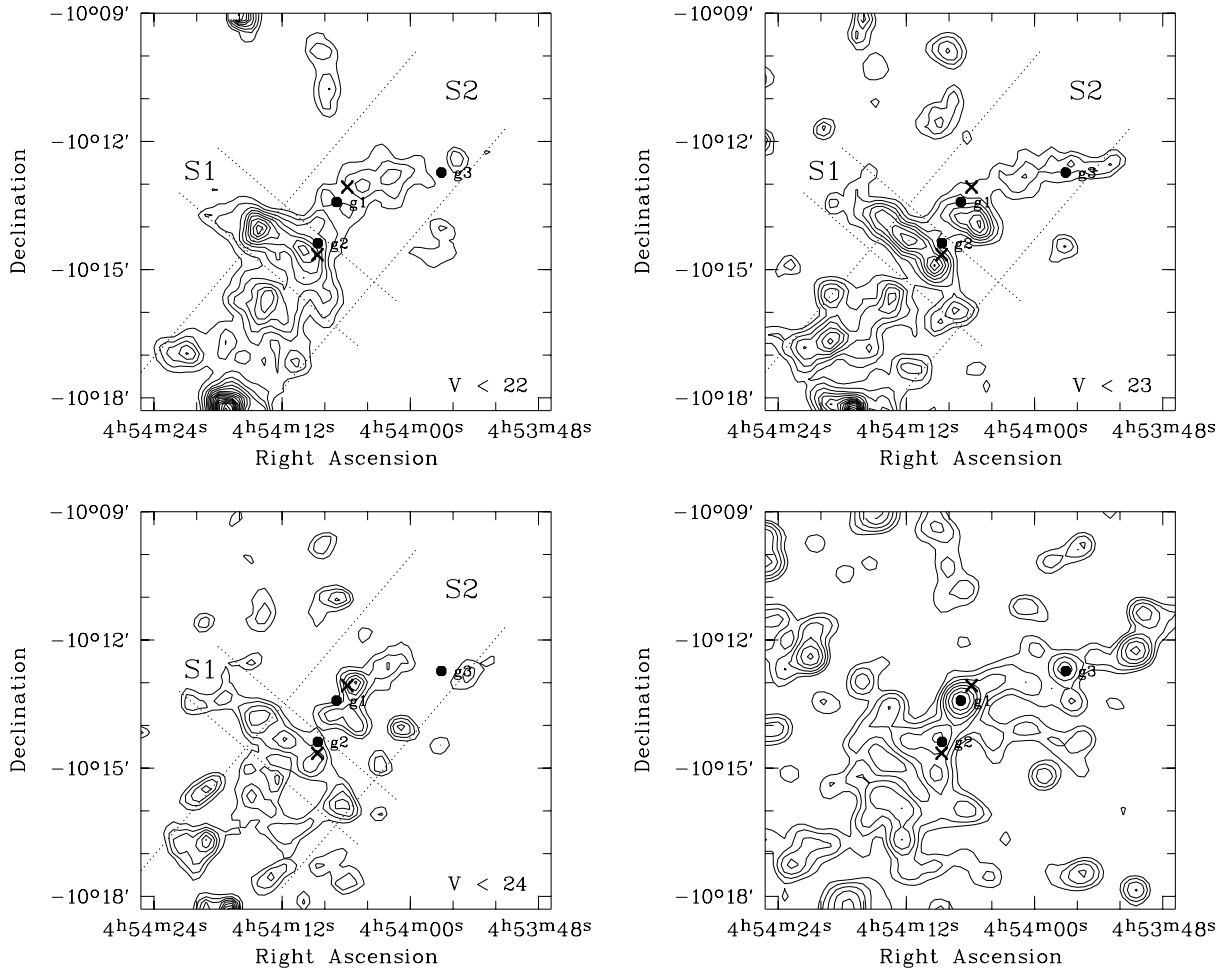 −10°09′
−10°12′
−10°15′
−10°18′
Declination
S1
S2
g1
g2
g3
V < 22
4h54m24s 4h54m12s 4h54m00s 4h53m48s
Right Ascension
−10°09′
−10°12′
−10°15′
−10°18′
Declination
S1
S2
g1
g2
g3
V < 23
4h54m24s 4h54m12s 4h54m00s 4h53m48s
Right Ascension
−10°09′
−10°12′
−10°15′
−10°18′
Declination
S1
S2
g1
g2
g3
V < 24
4h54m24s 4h54m12s 4h54m00s 4h53m48s
Right Ascension
−10°09′
−10°12′
−10°15′
−10°18′
Declination
g1
g2
g3
4h54m24s 4h54m12s 4h54m00s 4h53m48s
Right Ascension